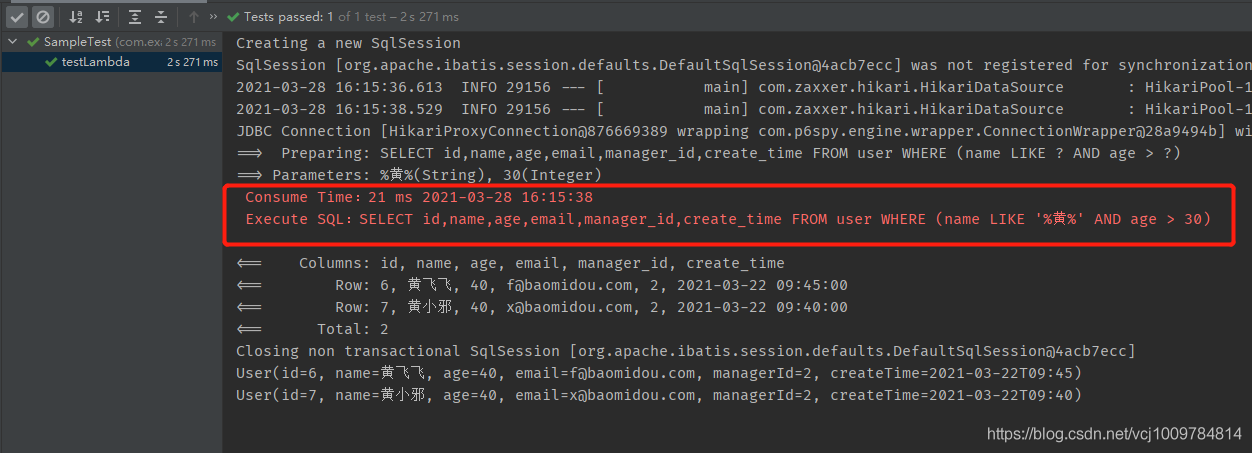 Tests passed: 1 of 1 test – 2 s 271 ms
SampleTest (com.ex 2 s 271 ms
testLambda 2 s 271 ms
Creating a new SqlSession
SqlSession [org.apache.ibatis.session.defaults.DefaultSqlSession@4acb7ecc] was not registered for synchronization
2021-03-28 16:15:36.613  INFO 29156 --- [           main] com.zaxxer.hikari.HikariDataSource       : HikariPool-1
2021-03-28 16:15:38.529  INFO 29156 --- [           main] com.zaxxer.hikari.HikariDataSource       : HikariPool-1
JDBC Connection [HikariProxyConnection@876669389 wrapping com.p6spy.engine.wrapper.ConnectionWrapper@28a9494b] wi
==>  Preparing: SELECT id,name,age,email,manager_id,create_time FROM user WHERE (name LIKE ? AND age > ?)
==> Parameters: %黄%(String), 30(Integer)
Consume Time：21 ms 2021-03-28 16:15:38
Execute SQL：SELECT id,name,age,email,manager_id,create_time FROM user WHERE (name LIKE '%黄%' AND age > 30)
<==    Columns: id, name, age, email, manager_id, create_time
<==        Row: 6, 黄飞飞, 40, f@baomidou.com, 2, 2021-03-22 09:45:00
<==        Row: 7, 黄小邪, 40, x@baomidou.com, 2, 2021-03-22 09:40:00
<==      Total: 2
Closing non transactional SqlSession [org.apache.ibatis.session.defaults.DefaultSqlSession@4acb7ecc]
User(id=6, name=黄飞飞, age=40, email=f@baomidou.com, managerId=2, createTime=2021-03-22T09:45)
User(id=7, name=黄小邪, age=40, email=x@baomidou.com, managerId=2, createTime=2021-03-22T09:40)
https://blog.csdn.net/vcj1009784814